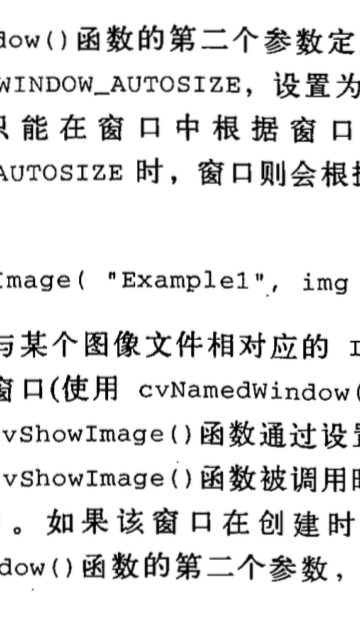 dow()函数的第二个参数定
WINDOW_AUTOSIZE，设置为
只能在窗口中根据窗口
AUTOSIZE 时，窗口则会根据
Image( "Example1", img
与某个图像文件相对应的
窗口(使用 cvNamedWindow(
vShowImage()函数通过设置
vShowImage()函数被调用时
。如果该窗口在创建时
dow()函数的第二个参数，